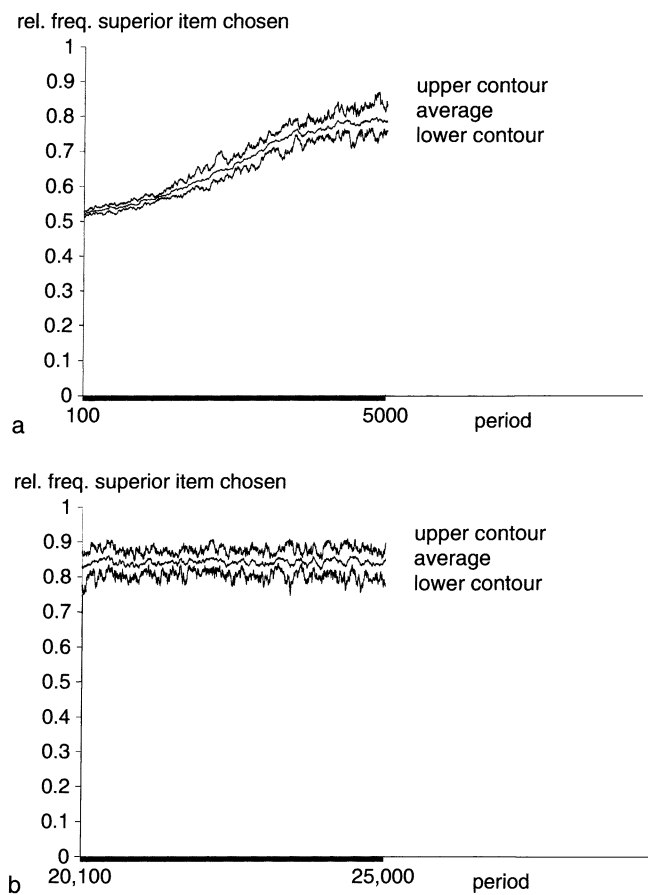 rel. freq. superior item chosen
1
0.9
0.8
0.7
0.6
0.5
0.4
0.3
0.2
0.1
0
upper contour
average
lower contour
100
5000
period
a
rel. freq. superior item chosen
1
0.9
0.8
0.7
0.6
0.5
0.4
0.3
0.2
0.1
0
upper contour
average
lower contour
20,100
25,000
period
b